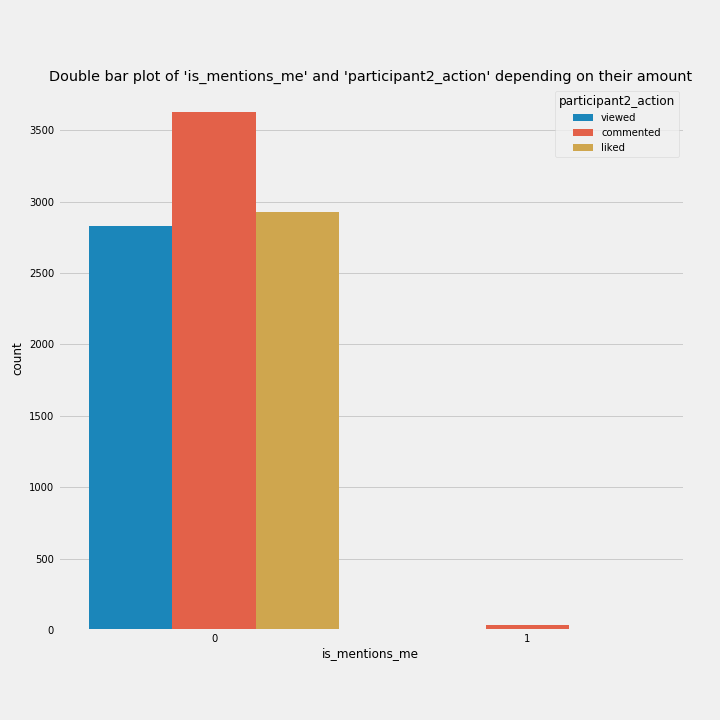 Double bar plot of 'is_mentions_me' and 'participant2_action' depending on their amount
participant2_action
viewed
commented
liked
3500
3000
2500
2000
1500
1000
500
0
count
0
1
is_mentions_me